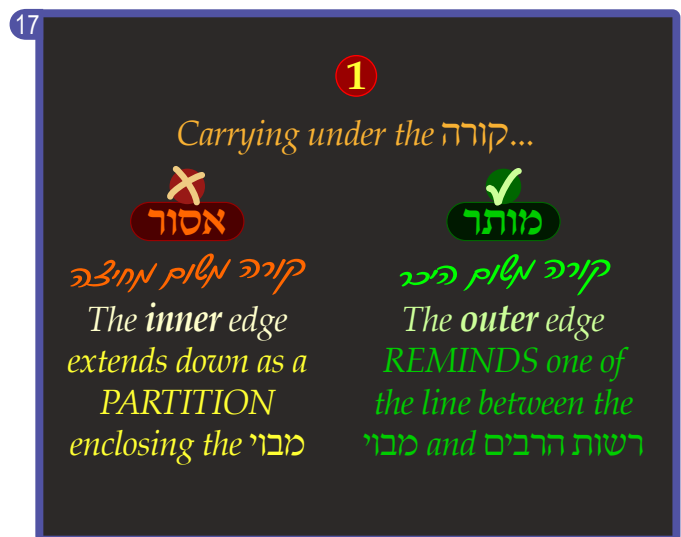 17
1
Carrying under the קורה...
אסור
קורה משום מחיצה
The inner edge
extends down as a
PARTITION
enclosing the מבוי
מותר
קורה משום היכר
The outer edge
REMINDS one of
the line between the
רשות הרבים and מבוי